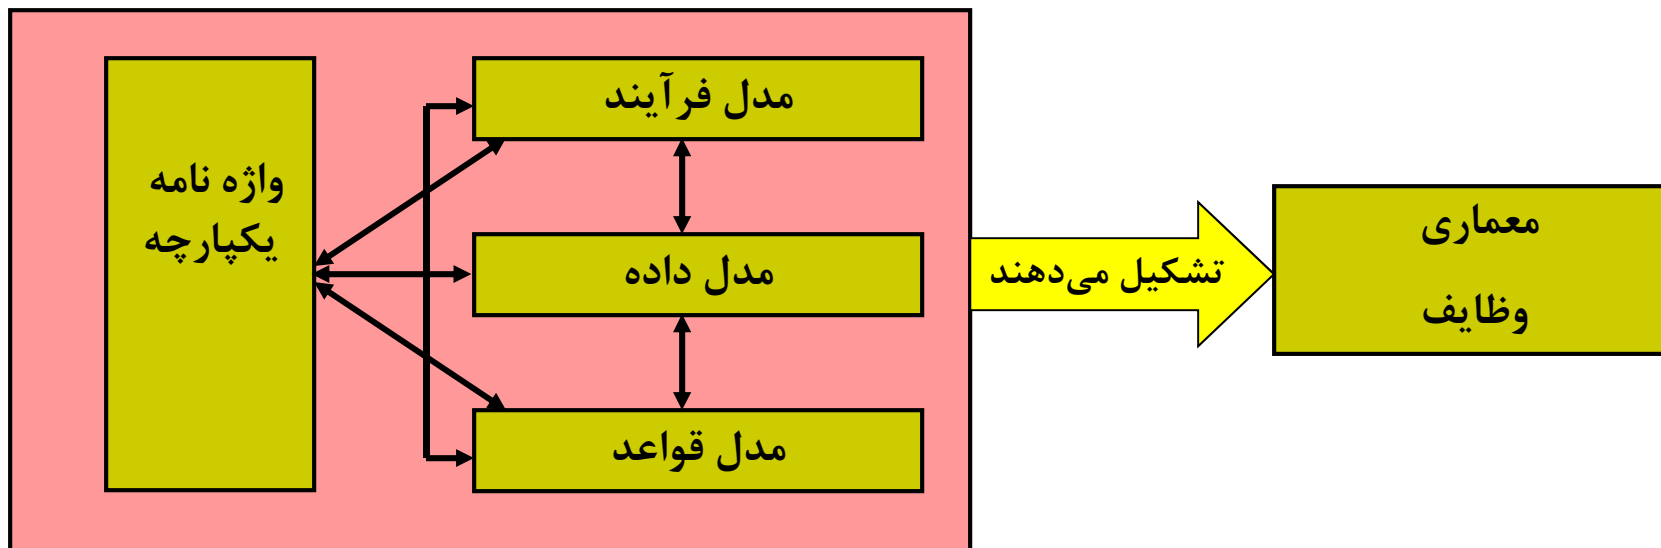 مدل فرآیند
واژه نامه
یکپارچه
مدل داده
مدل قواعد
تشکیل می‌دهند
معماری
وظایف